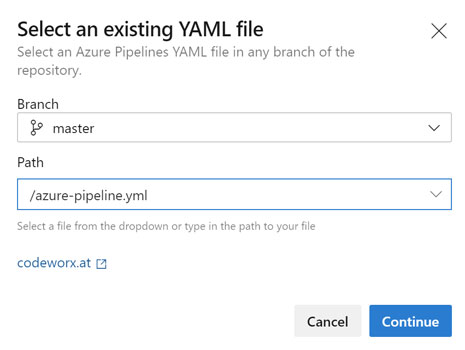 Select an existing YAML file
Select an Azure Pipelines YAML file in any branch of the
repository.
Branch
master
Path
/azure-pipeline.yml
Select a file from the dropdown or type in the path to your file
codeworx.at
Cancel
Continue